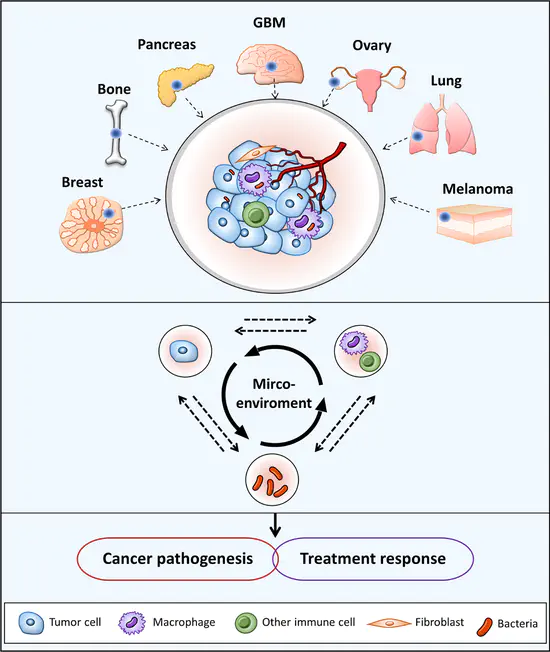 GBM
Pancreas
Ovary
Bone
Lung
Breast
Melanoma
Mirco-
enviroment
Cancer pathogenesis
Treatment response
Tumor cell
Macrophage
Other immune cell
Fibroblast
Bacteria